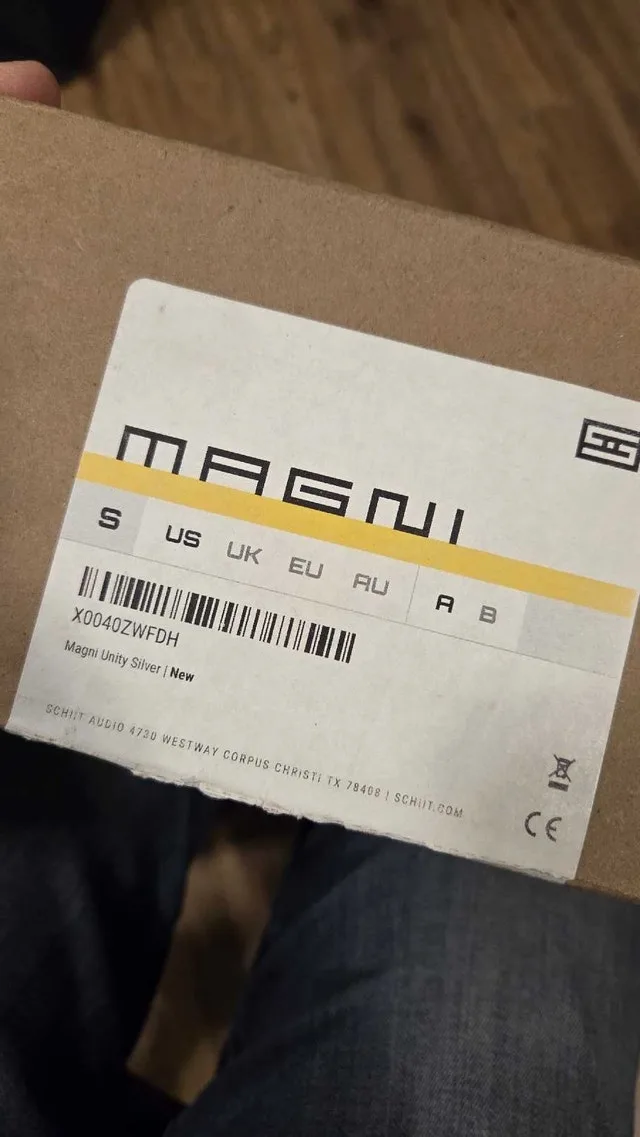 MAGNI
S US UK EU AU A B
X0040ZWFDH
Magni Unity Silver | New
SCHIIT AUDIO 4730 WESTWAY CORPUS CHRISTI TX 78408 | SCHIIT.COM
CE